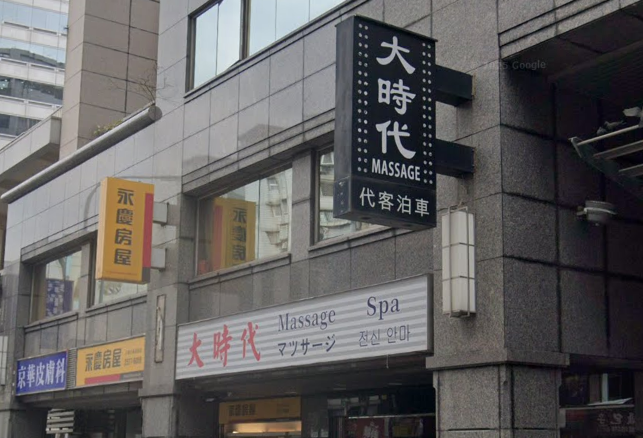 大時代
MASSAGE
代客泊車
永慶房屋
大時代
Massage Spa
マツサージ 전신 안마
京華皮膚科
永慶房屋
永慶房屋
Google